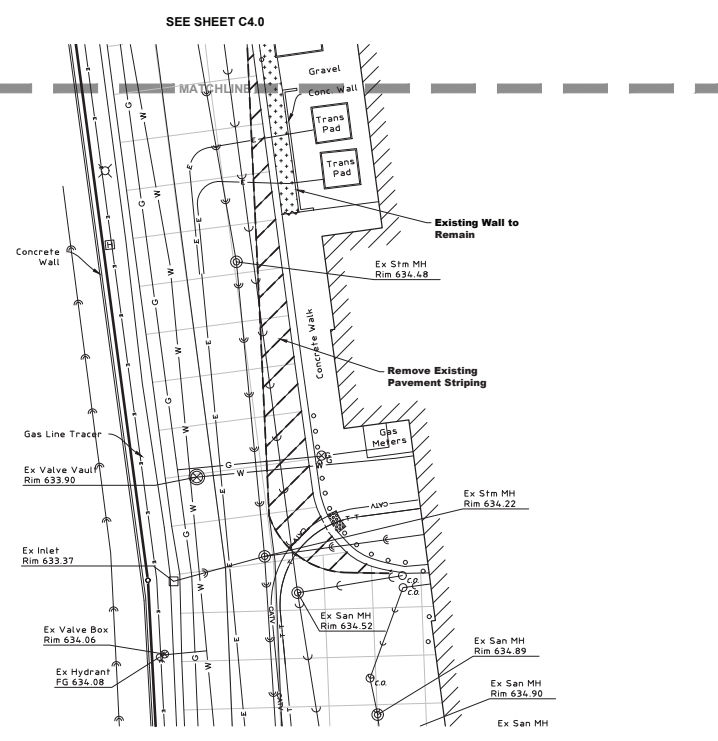 SEE SHEET C4.0
Gravel
MATCHLINE
Conc. Wall
Trans
Pad
Trans
Pad
Existing Wall to
Remain
Concrete
Wall
Ex Stm MH
Rim 634.48
Concrete Walk
Remove Existing
Pavement Striping
Gas
Meters
Gas Line Tracer
Ex Valve Vault
Rim 633.90
G
W
CATV
T T
Ex Stm MH
Rim 634.22
CATV
Ex Inlet
Rim 633.37
c.o.
c.o.
CATV
T T
Ex San MH
Rim 634.52
Ex Valve Box
Rim 634.06
Ex San MH
Rim 634.89
Ex Hydrant
FG 634.08
c.o.
Ex San MH
Rim 634.90
CATV
T T
Ex San MH